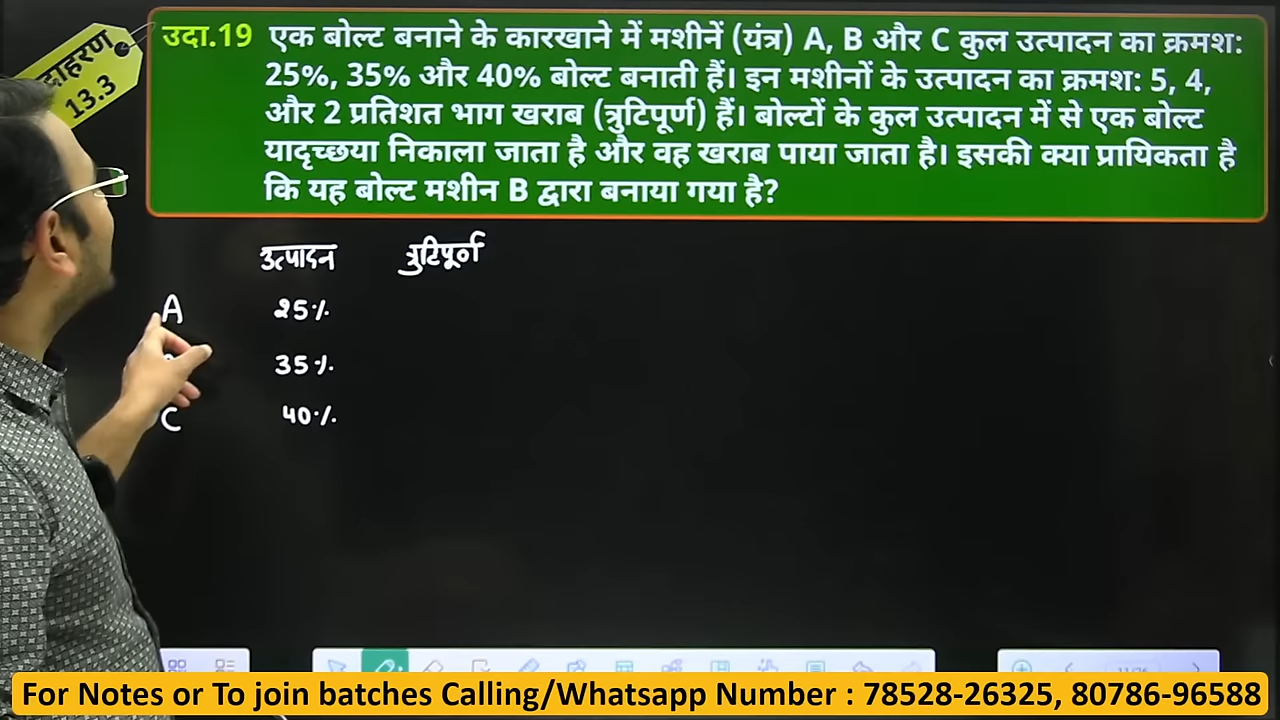 दाहरण
13.3
उदा.19 एक बोल्ट बनाने के कारखाने में मशीनें (यंत्र) A, B और C कुल उत्पादन का क्रमश:
25%, 35% और 40% बोल्ट बनाती हैं। इन मशीनों के उत्पादन का क्रमश: 5, 4,
और 2 प्रतिशत भाग खराब (त्रुटिपूर्ण) हैं। बोल्टों के कुल उत्पादन में से एक बोल्ट
यादृच्छया निकाला जाता है और वह खराब पाया जाता है। इसकी क्या प्रायिकता है
कि यह बोल्ट मशीन B द्वारा बनाया गया है?
उत्पादन त्रुटिपूर्ण
A 25%
35%
C 40%
For Notes or To join batches Calling/Whatsapp Number : 78528-26325, 80786-96588